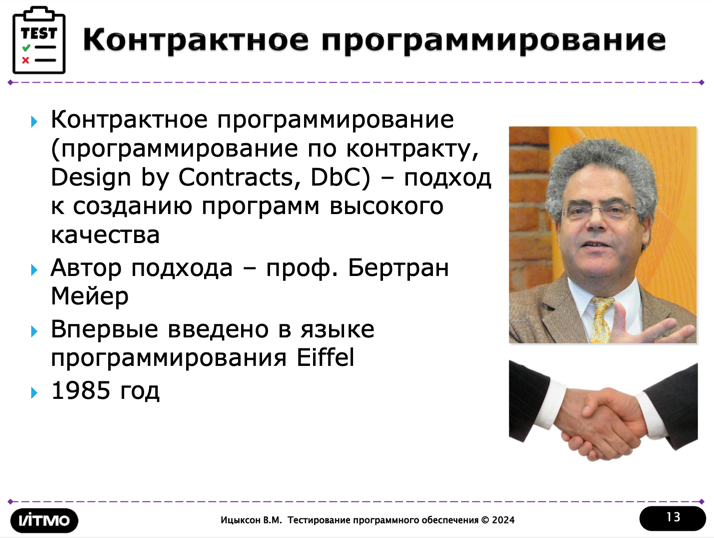 TEST
Контрактное программирование
Контрактное программирование
(программирование по контракту,
Design by Contracts, DbC) – подход
к созданию программ высокого
качества
Автор подхода – проф. Бертран
Мейер
Впервые введено в языке
программирования Eiffel
1985 год
ИТМО
Ицыксон В.М. Тестирование программного обеспечения © 2024
13